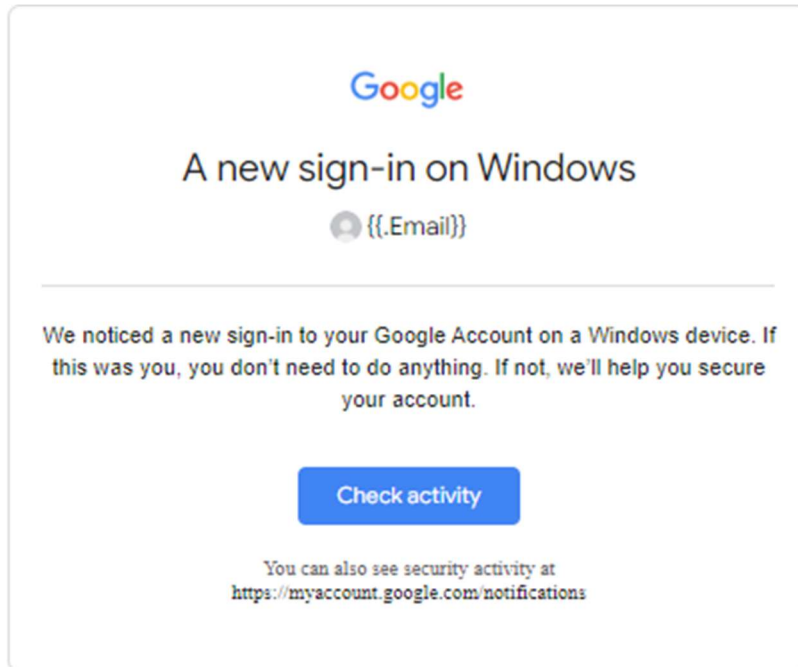 Google
A new sign-in on Windows
{{.Email}}
We noticed a new sign-in to your Google Account on a Windows device. If
this was you, you don't need to do anything. If not, we'll help you secure
your account.
Check activity
You can also see security activity at
https://myaccount.google.com/notifications